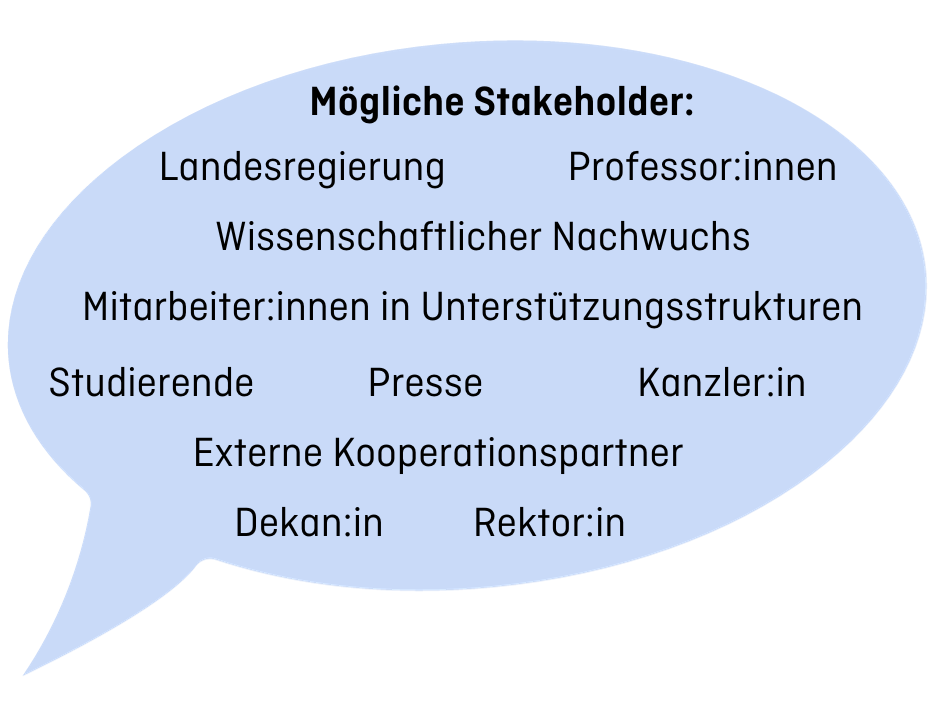 Mögliche Stakeholder:
Landesregierung Professor:innen
Wissenschaftlicher Nachwuchs
Mitarbeiter:innen in Unterstützungsstrukturen
Studierende Presse Kanzler:in
Externe Kooperationspartner
Dekan:in Rektor:in